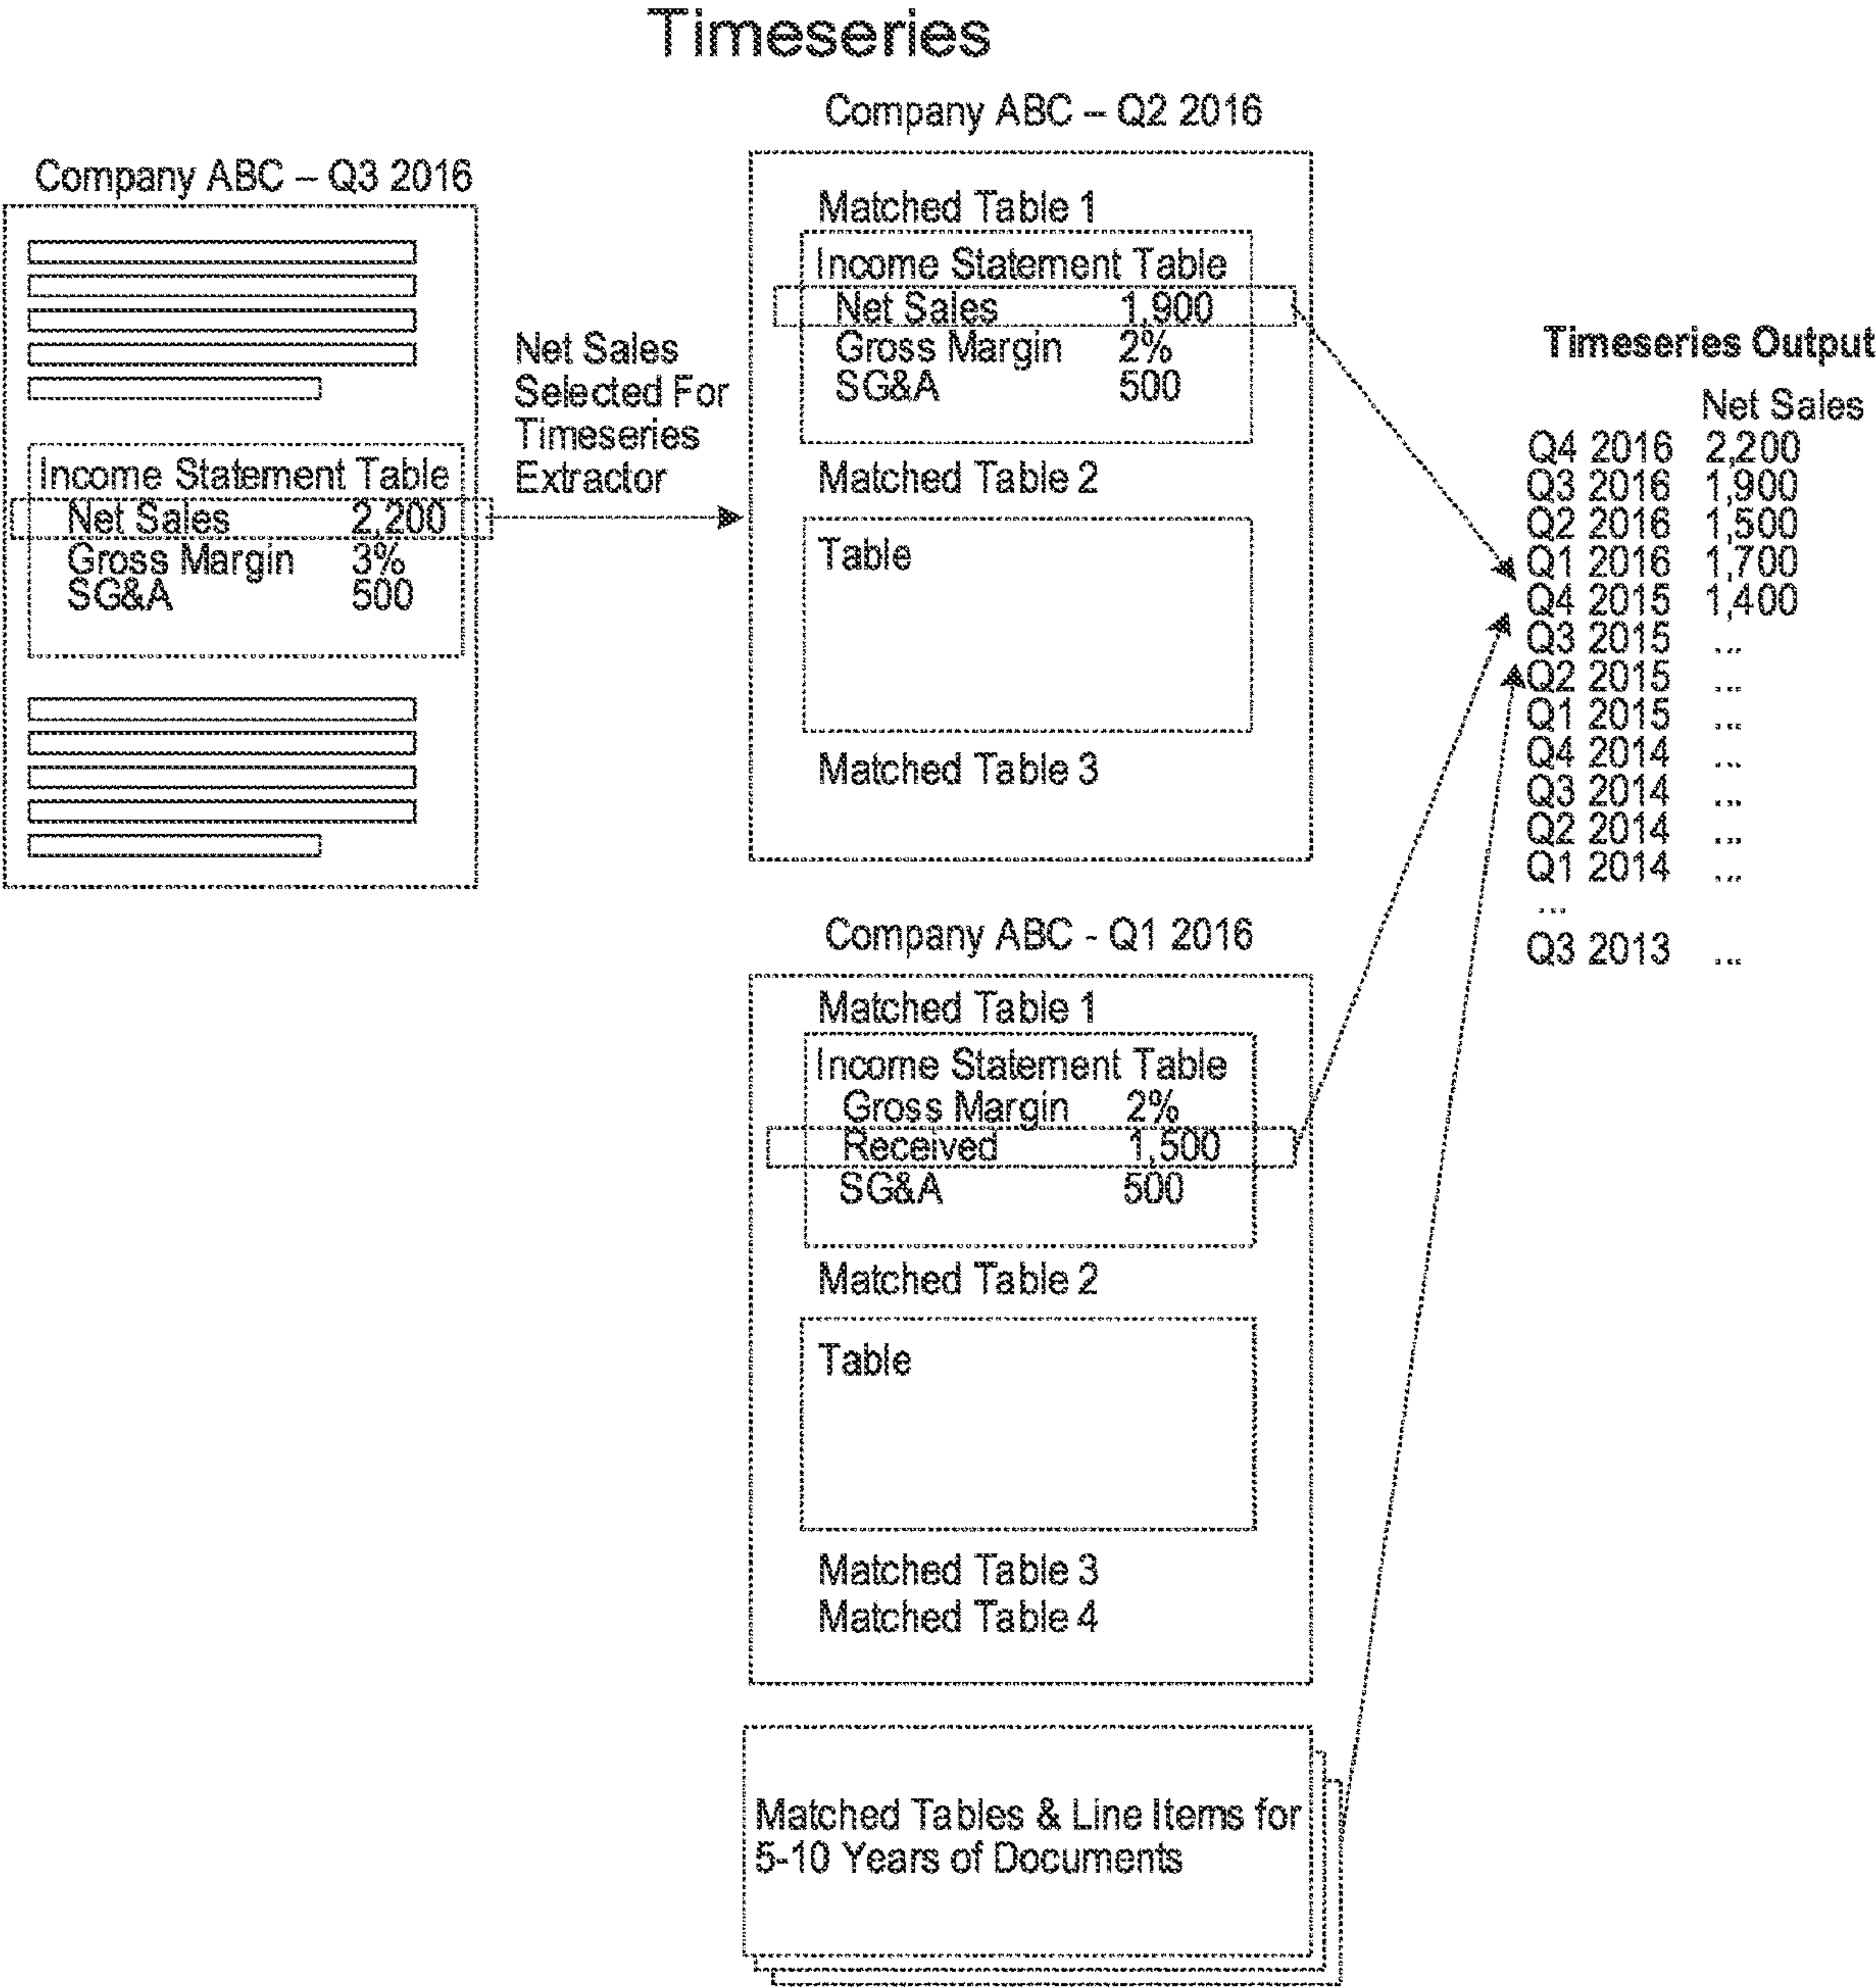 Timeseries
Company ABC – Q3 2016
Income Statement Table
Net Sales 2,200
Gross Margin 3%
SG&A 500
Net Sales
Selected For
Timeseries
Extractor
Company ABC – Q2 2016
Matched Table 1
Income Statement Table
Net Sales 1,900
Gross Margin 2%
SG&A 500
Matched Table 2
Table
Matched Table 3
Company ABC - Q1 2016
Matched Table 1
Income Statement Table
Gross Margin 2%
Received 1,500
SG&A 500
Matched Table 2
Table
Matched Table 3
Matched Table 4
Matched Tables & Line Items for
5-10 Years of Documents
Timeseries Output
Net Sales
Q4 2016 2,200
Q3 2016 1,900
Q2 2016 1,500
Q1 2016 1,700
Q4 2015 1,400
Q3 2015 ...
Q2 2015 ...
Q1 2015 ...
Q4 2014 ...
Q3 2014 ...
Q2 2014 ...
Q1 2014 ...
...
Q3 2013 ...